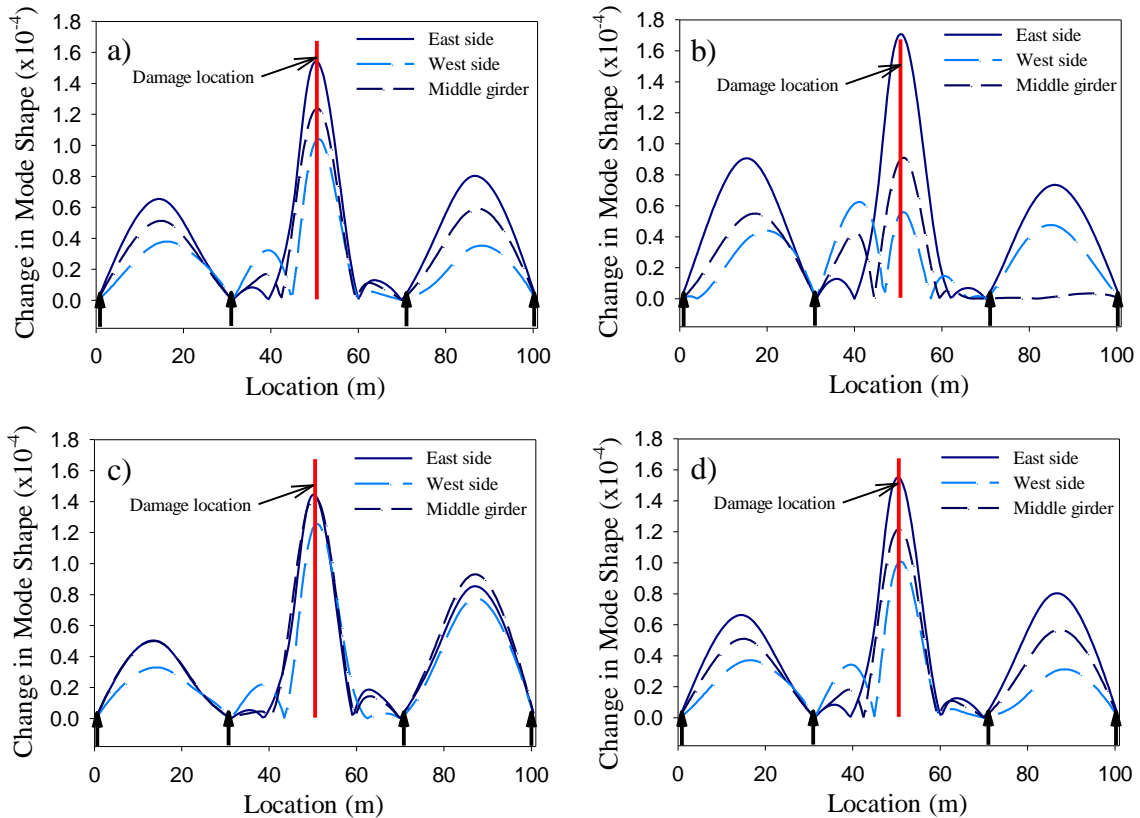 a)
Change in Mode Shape (x10-4)
1.8
1.6
1.4
1.2
1.0
0.8
0.6
0.4
0.2
0.0
East side
West side
Middle girder
Damage location
0 20 40 60 80 100
Location (m)
b)
Change in Mode Shape (x10-4)
1.8
1.6
1.4
1.2
1.0
0.8
0.6
0.4
0.2
0.0
East side
West side
Middle girder
Damage location
0 20 40 60 80 100
Location (m)
c)
Change in Mode Shape (x10-4)
1.8
1.6
1.4
1.2
1.0
0.8
0.6
0.4
0.2
0.0
East side
West side
Middle girder
Damage location
0 20 40 60 80 100
Location (m)
d)
Change in Mode Shape (x10-4)
1.8
1.6
1.4
1.2
1.0
0.8
0.6
0.4
0.2
0.0
East side
West side
Middle girder
Damage location
0 20 40 60 80 100
Location (m)